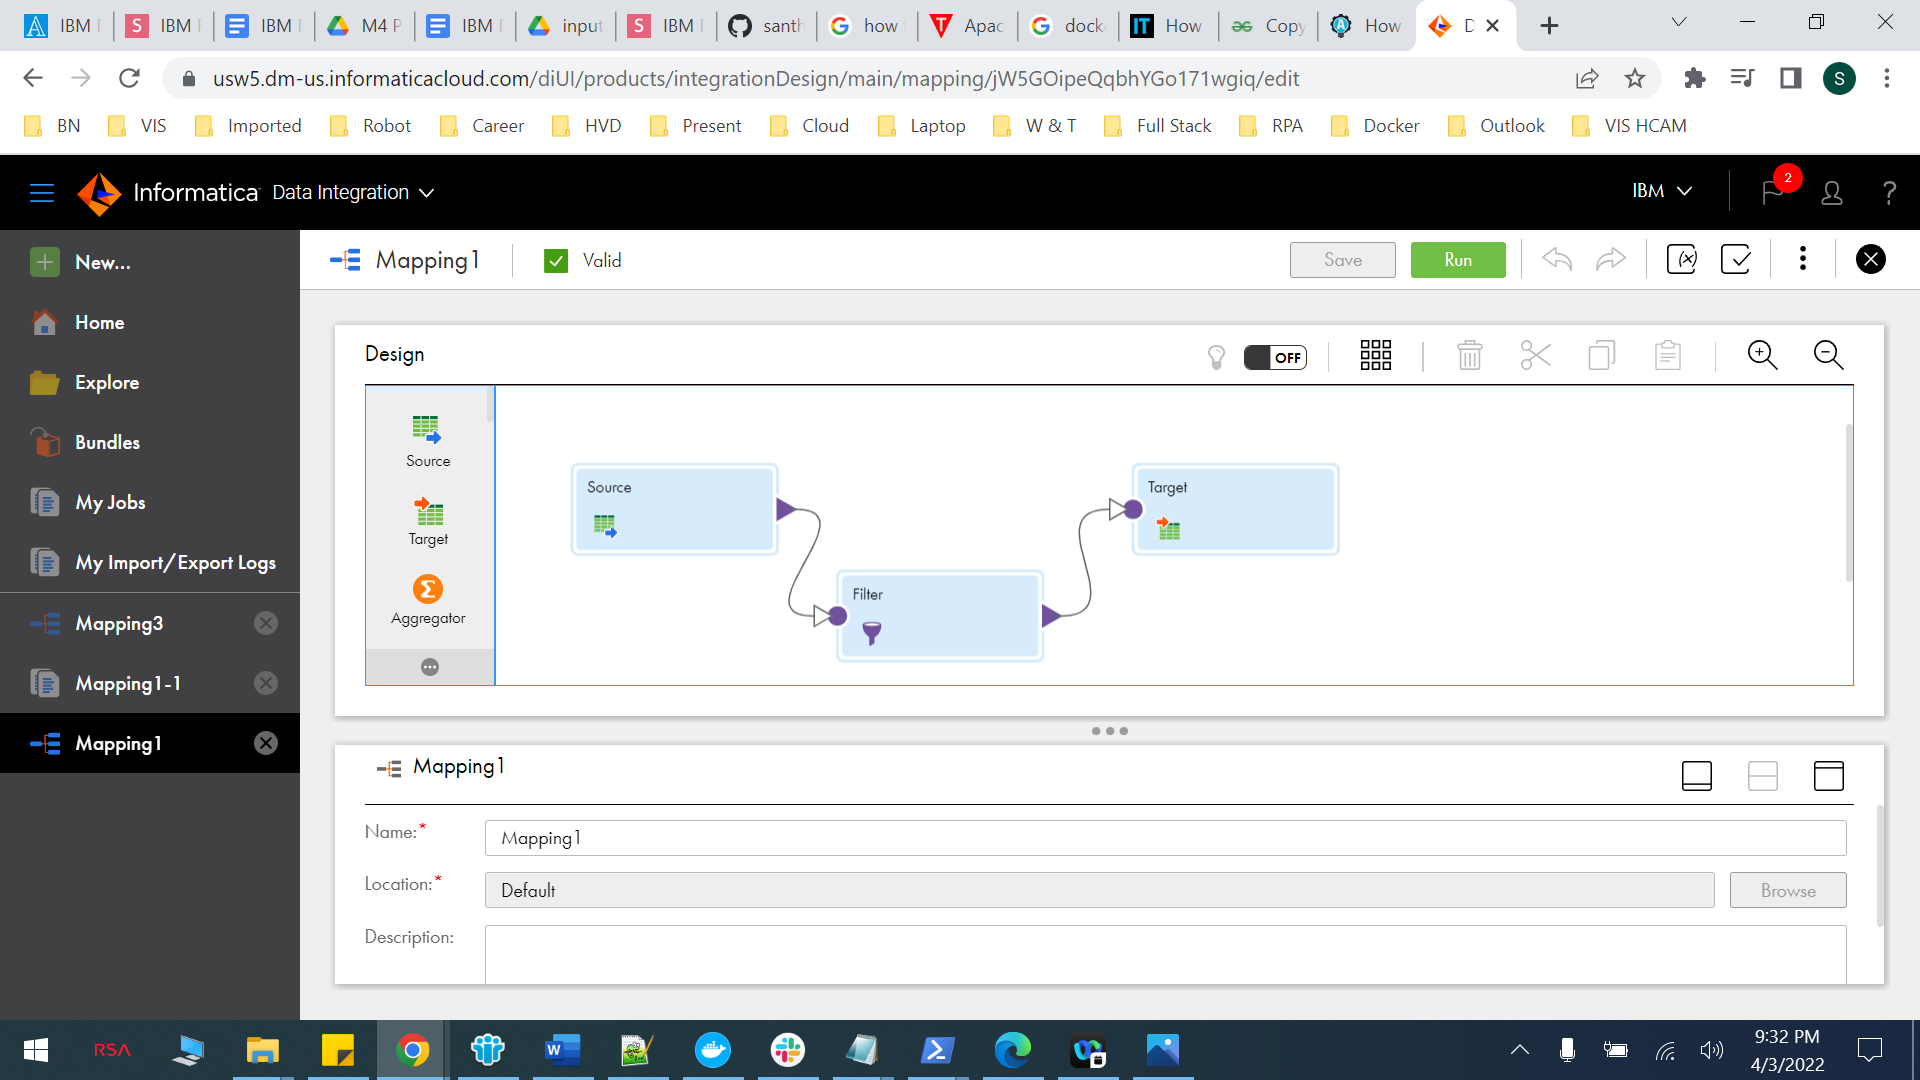 IBM
IBM
IBM
M4 P
IBM
input
IBM
santh
how
Apac
dock
How
Copy
How
D
usw5.dm-us.informaticacloud.com/diUI/products/integrationDesign/main/mapping/jW5GOipeQqbhYGo171wgiq/edit
S
BN VIS Imported Robot Career HVD Present Cloud Laptop W & T Full Stack RPA Docker Outlook VIS HCAM
Informatica Data Integration
IBM
2
New...
Home
Explore
Bundles
My Jobs
My Import/Export Logs
Mapping3
Mapping1-1
Mapping1
Mapping1
Valid
Save
Run
Design
OFF
Source
Target
Aggregator
Source
Filter
Target
Mapping1
Name:*
Mapping1
Location:*
Default
Browse
Description:
RSA
9:32 PM
4/3/2022